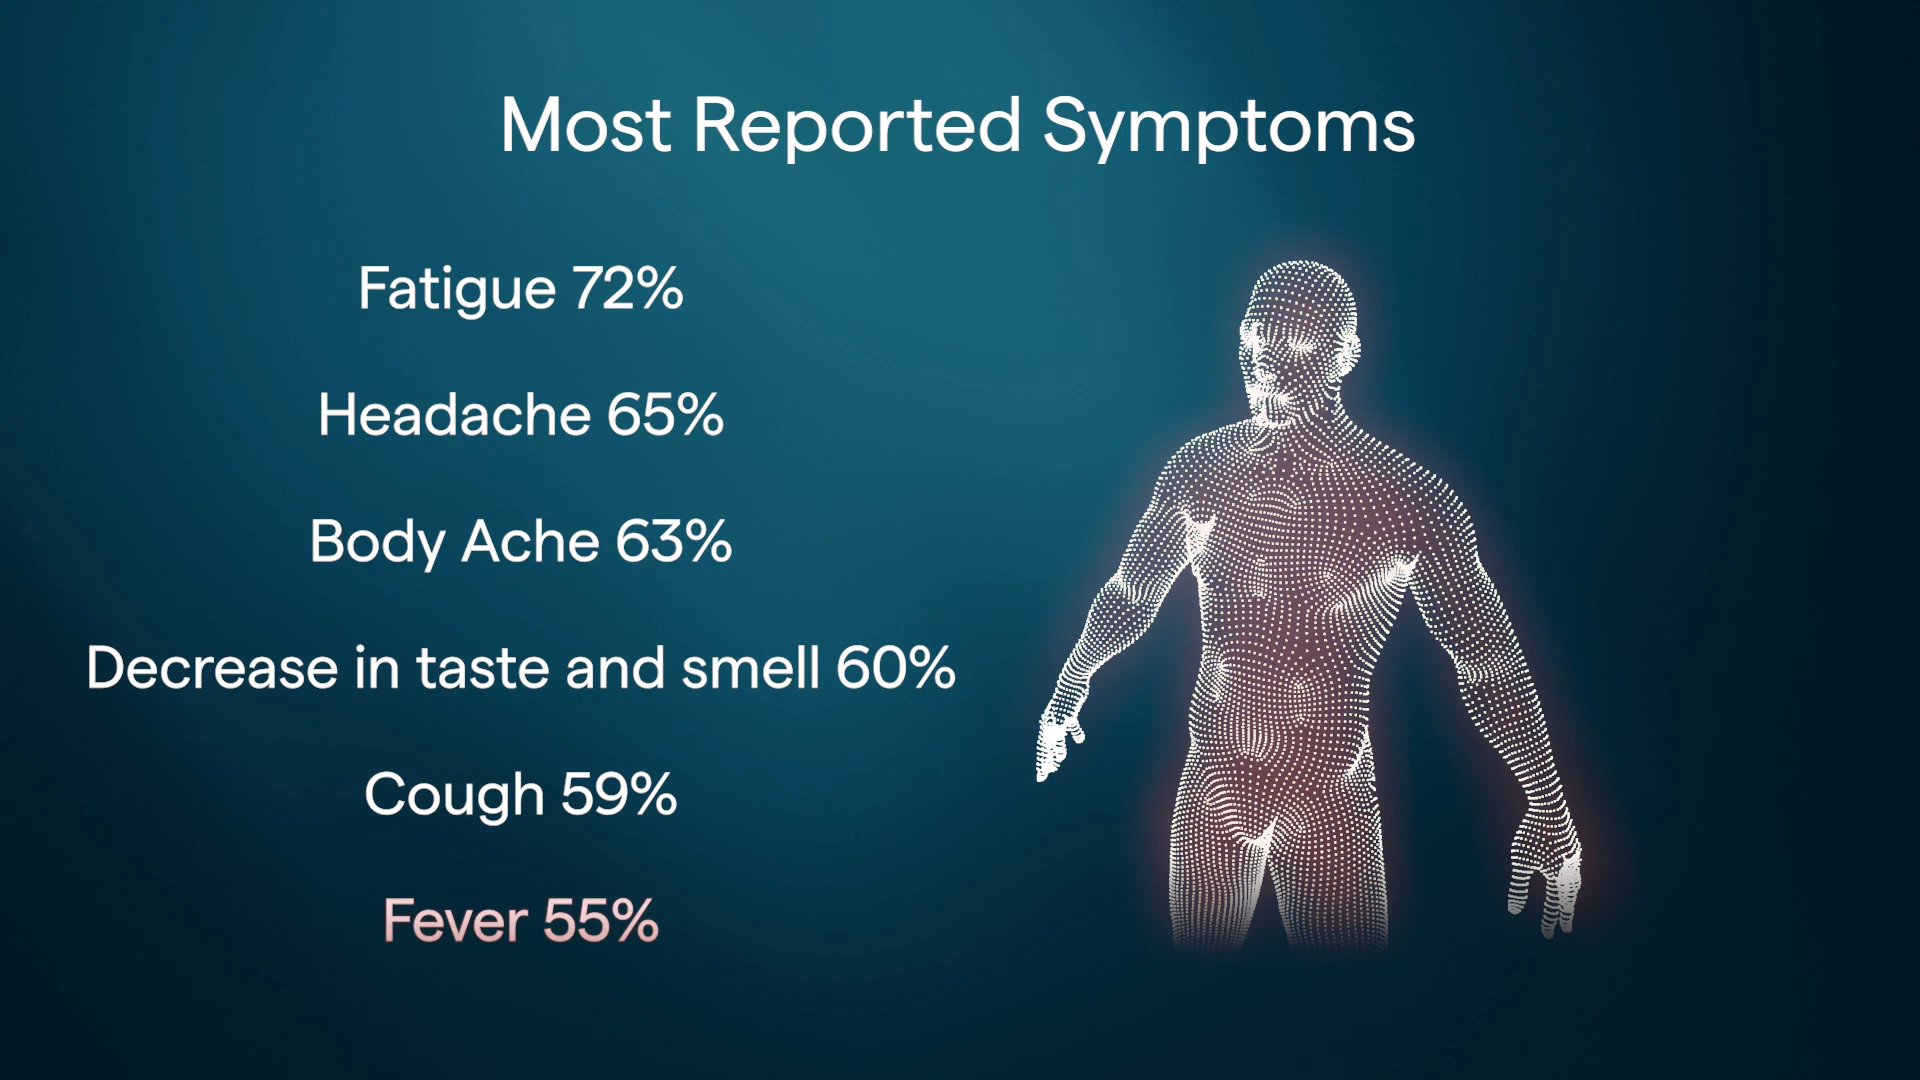 Most Reported Symptoms
Fatigue 72%
Headache 65%
Body Ache 63%
Decrease in taste and smell 60%
Cough 59%
Fever 55%